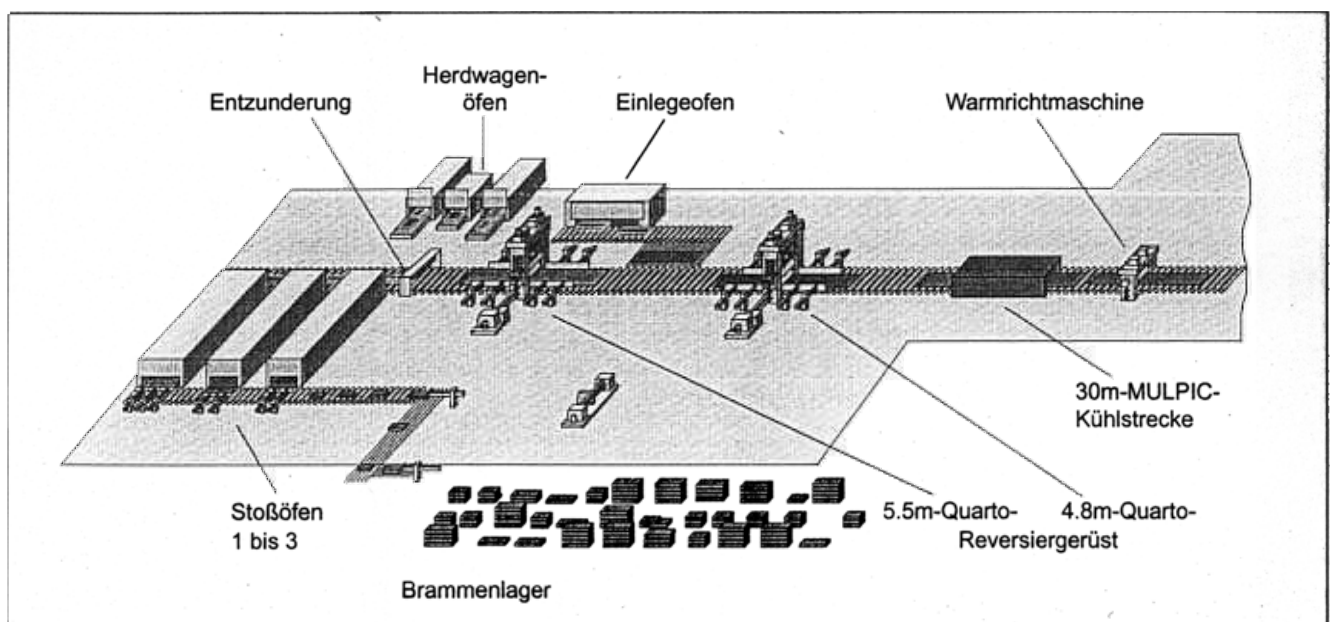 Herdwagen-
öfen
Entzunderung
Einlegeofen
Warmrichtmaschine
30m-MULPIC-
Kühlstrecke
Stoßöfen
1 bis 3
5.5m-Quarto-
4.8m-Quarto-
Reversiergerüst
Brammenlager